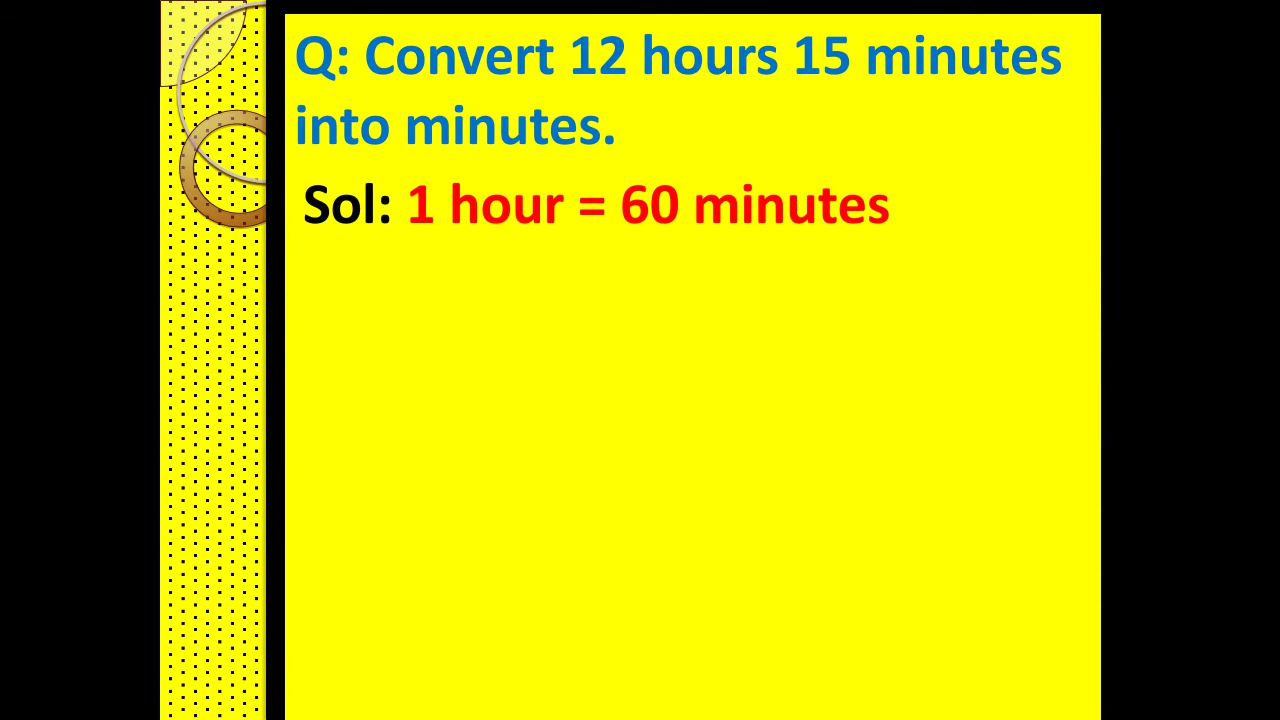 Q: Convert 12 hours 15 minutes
into minutes.
Sol: 1 hour = 60 minutes